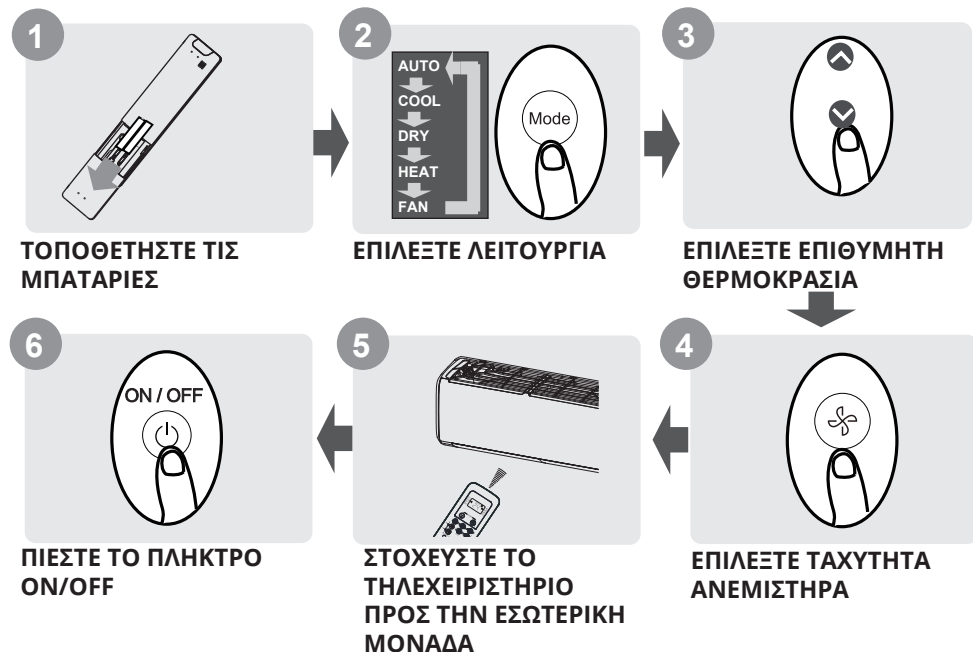 1
ΤΟΠΟΘΕΤΗΣΤΕ ΤΙΣ
ΜΠΑΤΑΡΙΕΣ
2
AUTO
COOL
DRY
HEAT
FAN
Mode
ΕΠΙΛΕΞΤΕ ΛΕΙΤΟΥΡΓΙΑ
3
ΕΠΙΛΕΞΤΕ ΕΠΙΘΥΜΗΤΗ
ΘΕΡΜΟΚΡΑΣΙΑ
4
ΕΠΙΛΕΞΤΕ ΤΑΧΥΤΗΤΑ
ΑΝΕΜΙΣΤΗΡΑ
5
ΣΤΟΧΕΥΣΤΕ ΤΟ
ΤΗΛΕΧΕΙΡΙΣΤΗΡΙΟ
ΠΡΟΣ ΤΗΝ ΕΣΩΤΕΡΙΚΗ
ΜΟΝΑΔΑ
6
ON / OFF
ΠΙΕΣΤΕ ΤΟ ΠΛΗΚΤΡΟ
ON/OFF